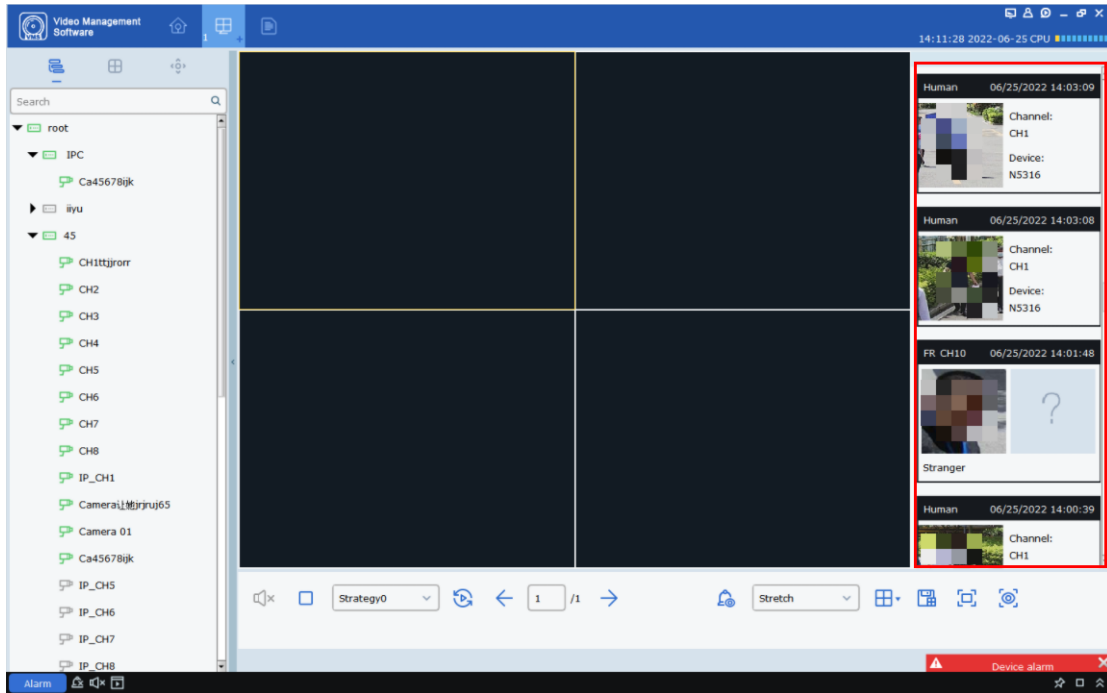 Video Management
Software
1
14:11:28 2022-06-25 CPU
Search
root
IPC
Ca45678ijk
iiyu
45
CH1ttjjrorr
CH2
CH3
CH4
CH5
CH6
CH7
CH8
IP_CH1
Camera
Camera 01
Ca45678ijk
IP_CH5
IP_CH6
IP_CH7
IP_CH8
Human 06/25/2022 14:03:09
Channel:
CH1
Device:
N5316
Human 06/25/2022 14:03:08
Channel:
CH1
Device:
N5316
FR CH10 06/25/2022 14:01:48
?
Stranger
Human 06/25/2022 14:00:39
Channel:
CH1
Strategy0
1 /1
Stretch
Device alarm
Alarm